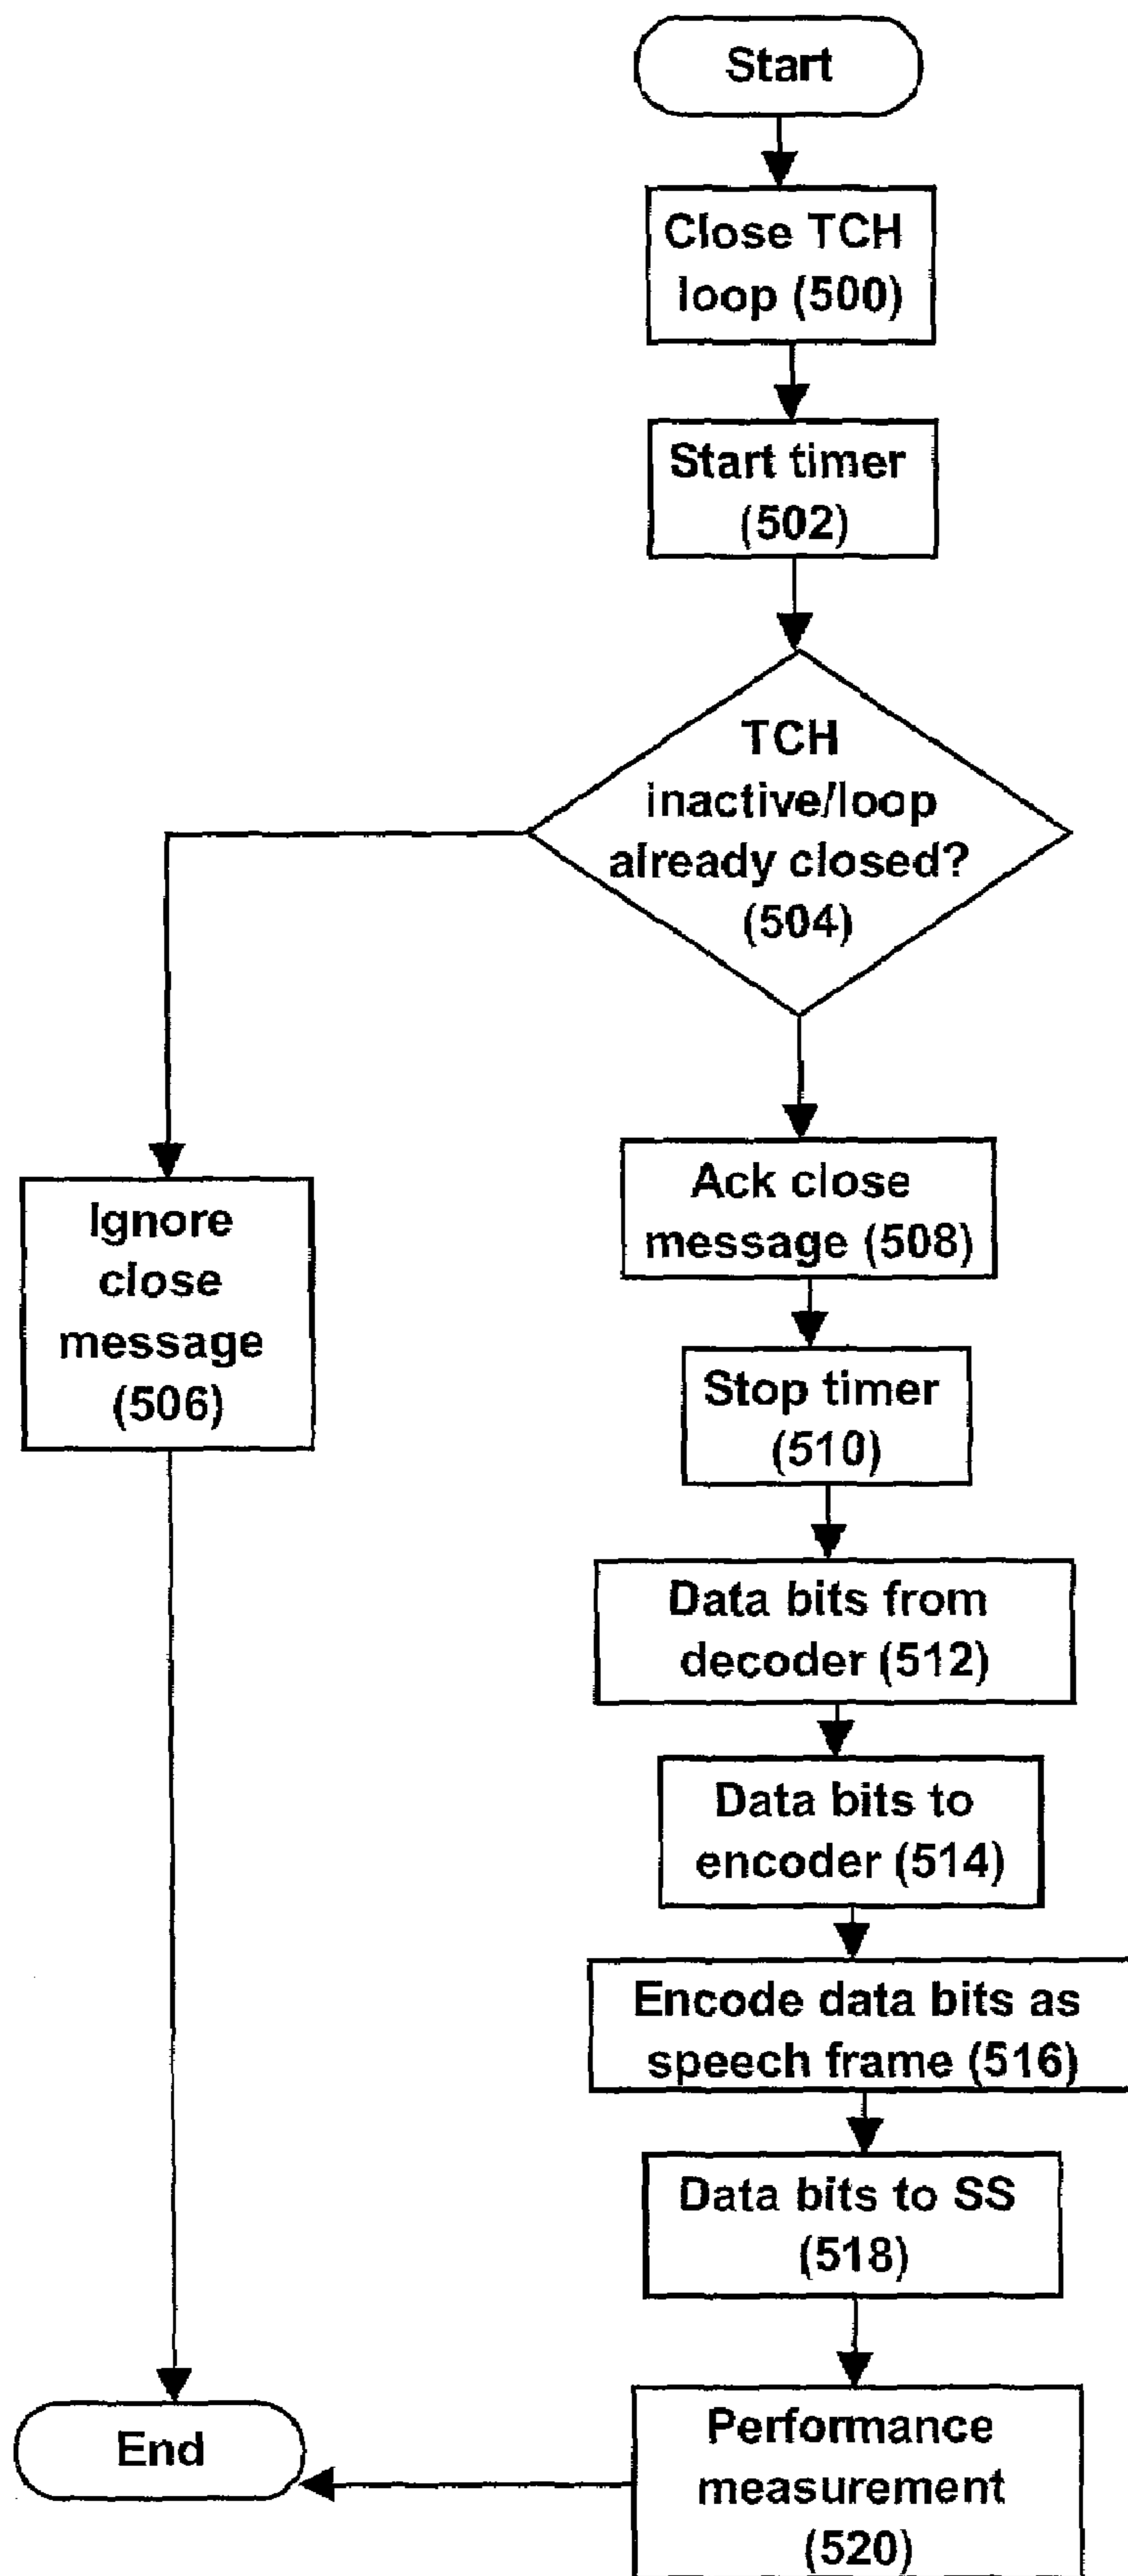 Start
Close TCH
loop (500)
Start timer
(502)
TCH
inactive/loop
already closed?
(504)
Ignore
close
message
(506)
Ack close
message (508)
Stop timer
(510)
Data bits from
decoder (512)
Data bits to
encoder (514)
Encode data bits as
speech frame (516)
Data bits to SS
(518)
Performance
measurement
(520)
End